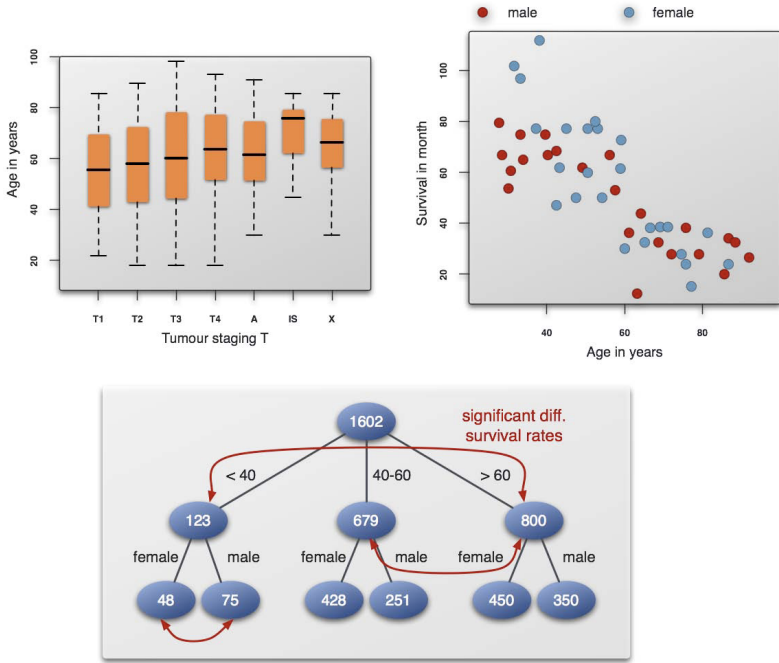 male female
100
80
60
40
20
Age in years
T1 T2 T3 T4 A IS X
Tumour staging T
100
80
60
40
20
Survival in month
40 60 80
Age in years
1602
significant diff.
survival rates
< 40 40-60 > 60
123 679 800
female male female male female male
48 75 428 251 450 350